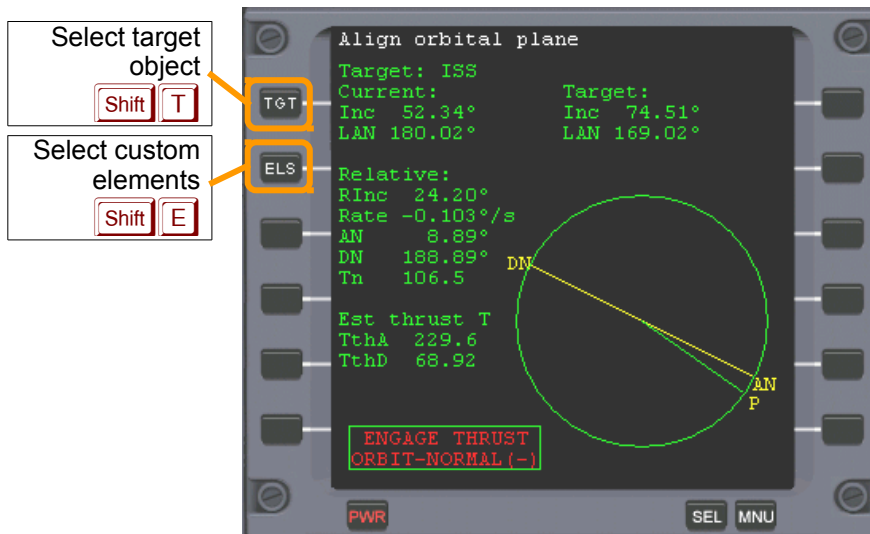 Select target
object
Shift T
Select custom
elements
Shift E
TGT
ELS
Align orbital plane
Target: ISS
Current: Target:
Inc 52.34° Inc 74.51°
LAN 180.02° LAN 169.02°
Relative:
RInc 24.20°
Rate -0.103°/s
AN 8.89°
DN 188.89°
Tn 106.5
Est thrust T
TthA 229.6
TthD 68.92
DN
AN
P
ENGAGE THRUST
ORBIT-NORMAL(-)
PWR SEL MNU